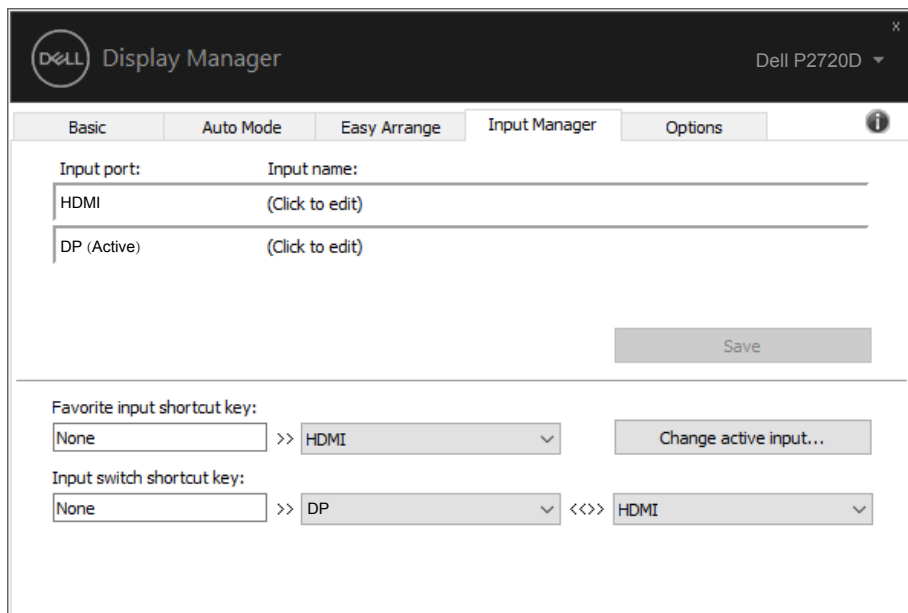 x
DELL Display Manager
Dell P2720D
Basic Auto Mode Easy Arrange Input Manager Options i
Input port: Input name:
HDMI (Click to edit)
DP (Active) (Click to edit)
Save
Favorite input shortcut key:
None >> HDMI Change active input...
Input switch shortcut key:
None >> DP <<>> HDMI